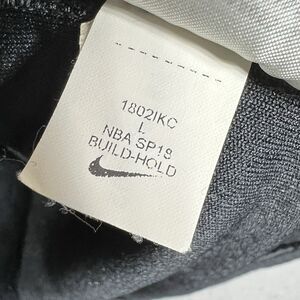 1802IKC
L
NBA SP18
BUILD-HOLD